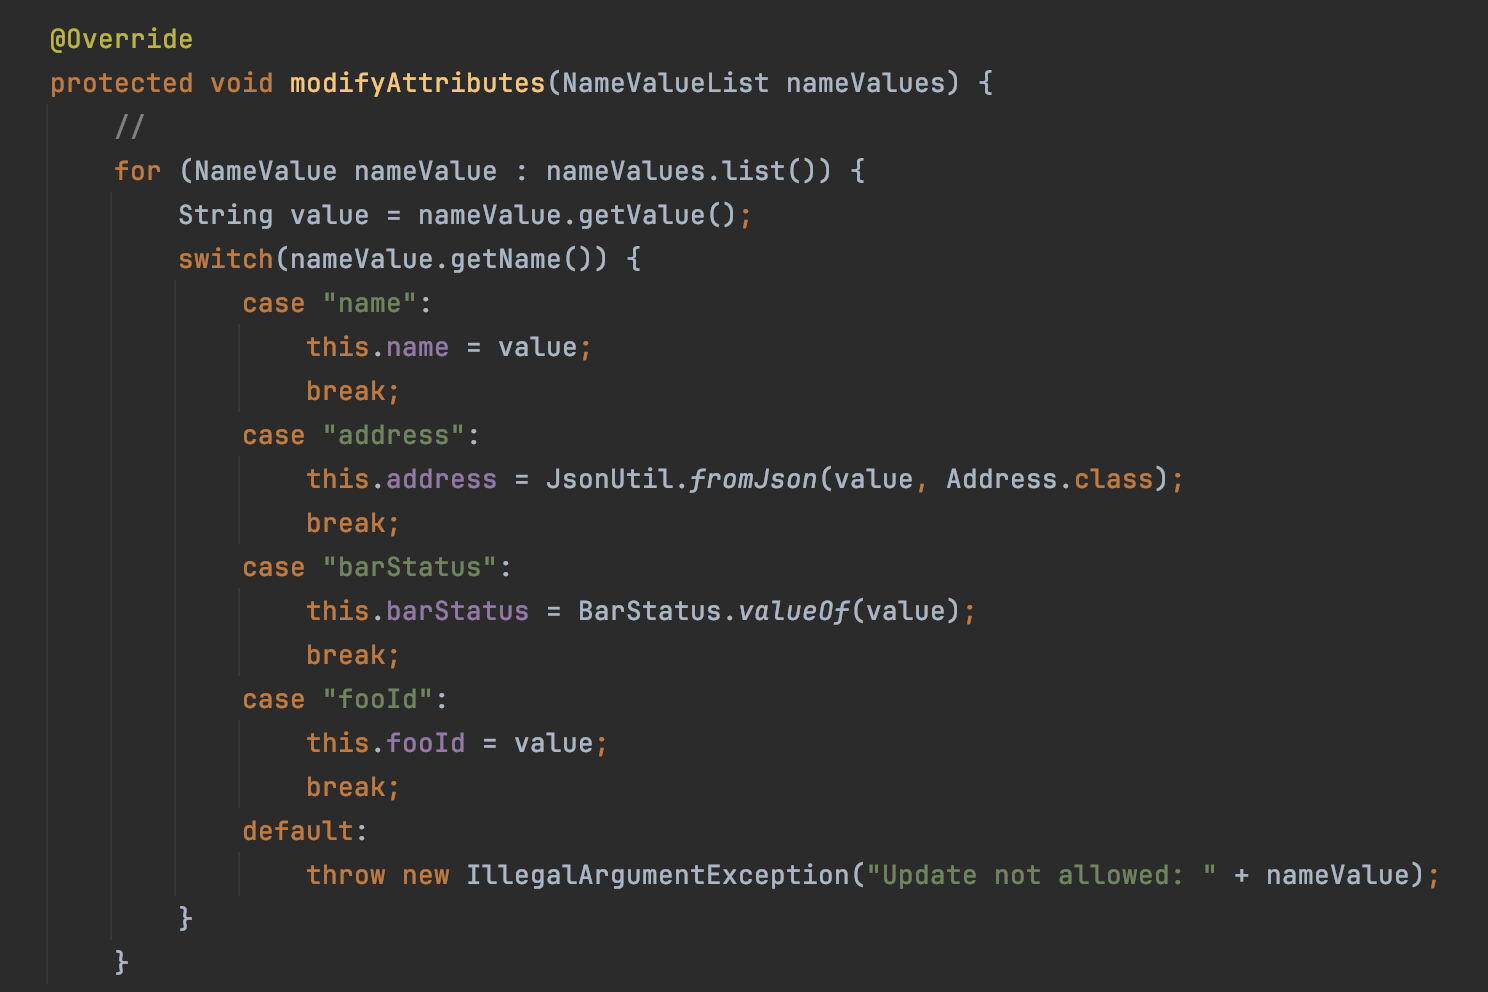 @Override
protected void modifyAttributes(NameValueList nameValues) {
    //
    for (NameValue nameValue : nameValues.list()) {
        String value = nameValue.getValue();
        switch(nameValue.getName()) {
            case "name":
                this.name = value;
                break;
            case "address":
                this.address = JsonUtil.fromJson(value, Address.class);
                break;
            case "barStatus":
                this.barStatus = BarStatus.valueOf(value);
                break;
            case "fooId":
                this.fooId = value;
                break;
            default:
                throw new IllegalArgumentException("Update not allowed: " + nameValue);
        }
    }